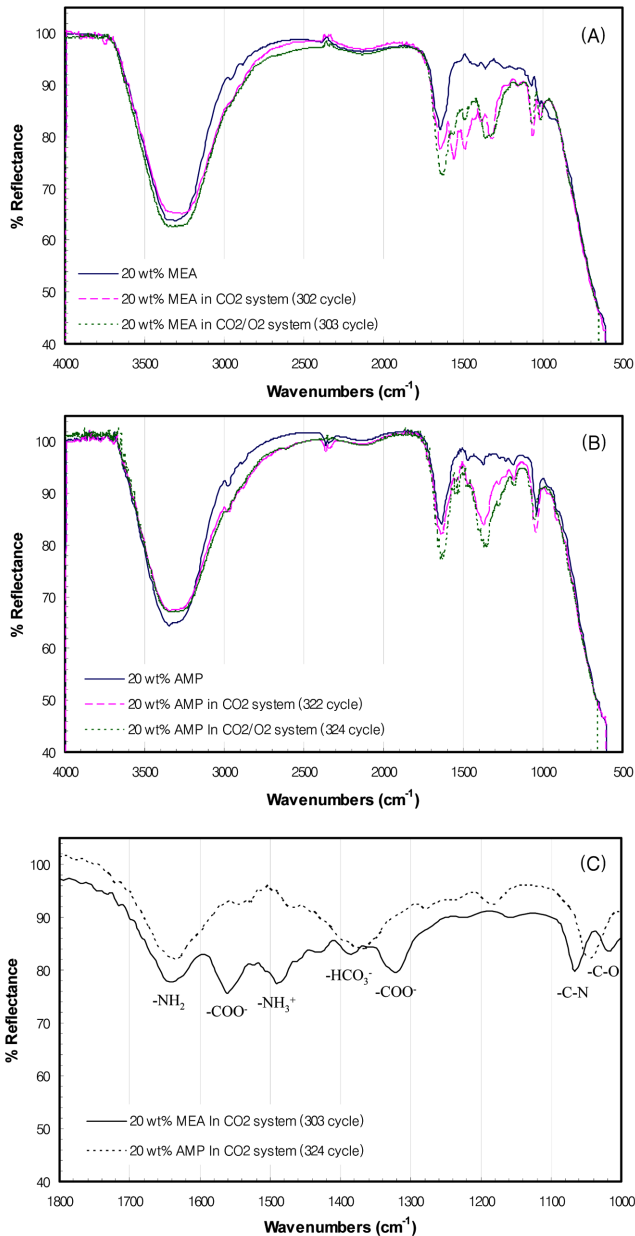 (A)
100
90
80
70
60
50
40
% Reflectance
20 wt% MEA
20 wt% MEA in CO2 system (302 cycle)
20 wt% MEA in CO2/O2 system (303 cycle)
4000 3500 3000 2500 2000 1500 1000 500
Wavenumbers (cm-1)
(B)
100
90
80
70
60
50
40
% Reflectance
20 wt% AMP
20 wt% AMP in CO2 system (322 cycle)
20 wt% AMP In CO2/O2 system (324 cycle)
4000 3500 3000 2500 2000 1500 1000 500
Wavenumbers (cm-1)
(C)
100
90
80
70
60
50
40
% Reflectance
-NH2
-COO-
-NH3+
-HCO3-
-COO-
-C-N
-C-O
20 wt% MEA In CO2 system (303 cycle)
20 wt% AMP In CO2 system (324 cycle)
1800 1700 1600 1500 1400 1300 1200 1100 1000
Wavenumbers (cm-1)